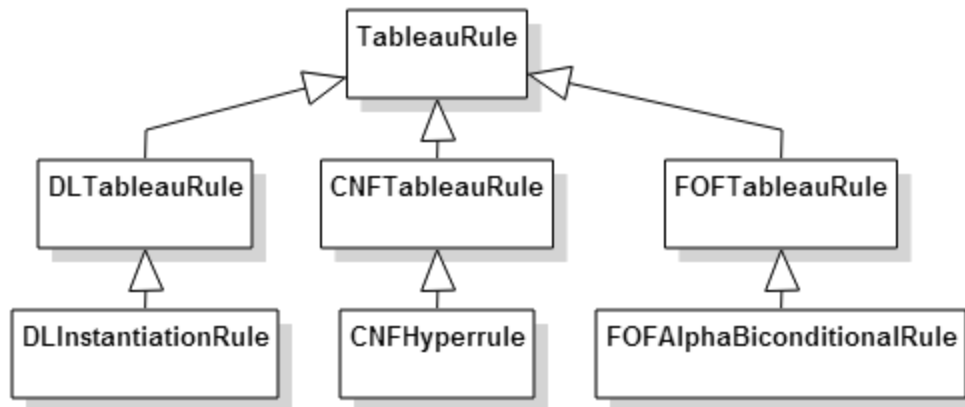 TableauRule
DLTableauRule
CNFTableauRule
FOFTableauRule
DLInstantiationRule
CNFHyperrule
FOFAlphaBiconditionalRule